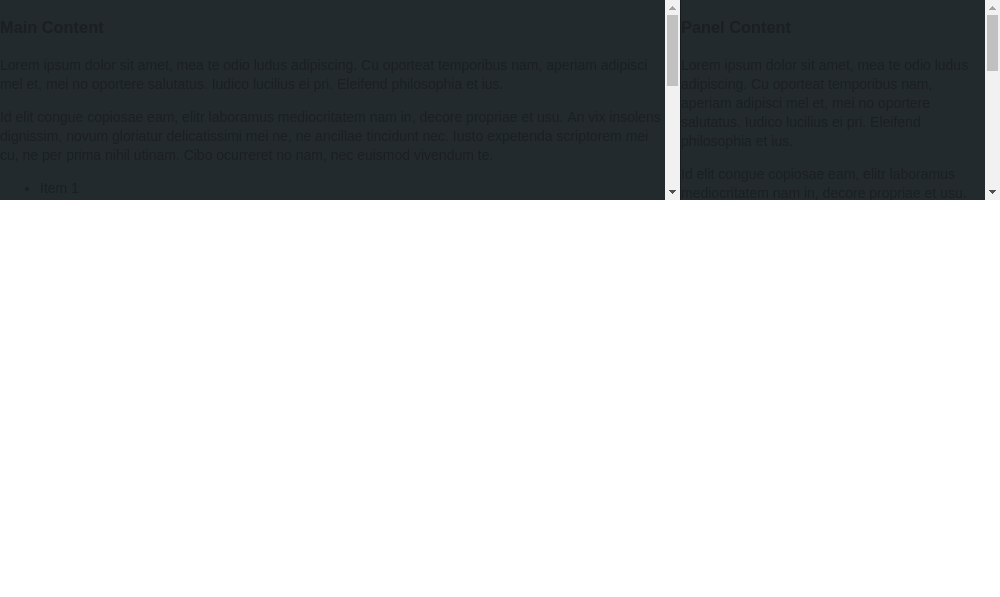 Main Content
Lorem ipsum dolor sit amet, mea te odio ludus adipiscing. Cu oporteat temporibus nam, aperiam adipisci
mel et, mei no oportere salutatus. Iudico lucilius ei pri. Eleifend philosophia et ius.
Id elit congue copiosae eam, elitr laboramus mediocritatem nam in, decore propriae et usu. An vix insolens
dignissim, novum gloriatur delicatissimi mei ne, ne ancillae tincidunt nec. Iusto expetenda scriptorem mei
cu, ne per prima nihil utinam. Cibo ocurreret no nam, nec euismod vivendum te.
• Item 1
Panel Content
Lorem ipsum dolor sit amet, mea te odio ludus
adipiscing. Cu oporteat temporibus nam,
aperiam adipisci mel et, mei no oportere
salutatus. Iudico lucilius ei pri. Eleifend
philosophia et ius.
Id elit congue copiosae eam, elitr laboramus
mediocritatem nam in, decore propriae et usu.